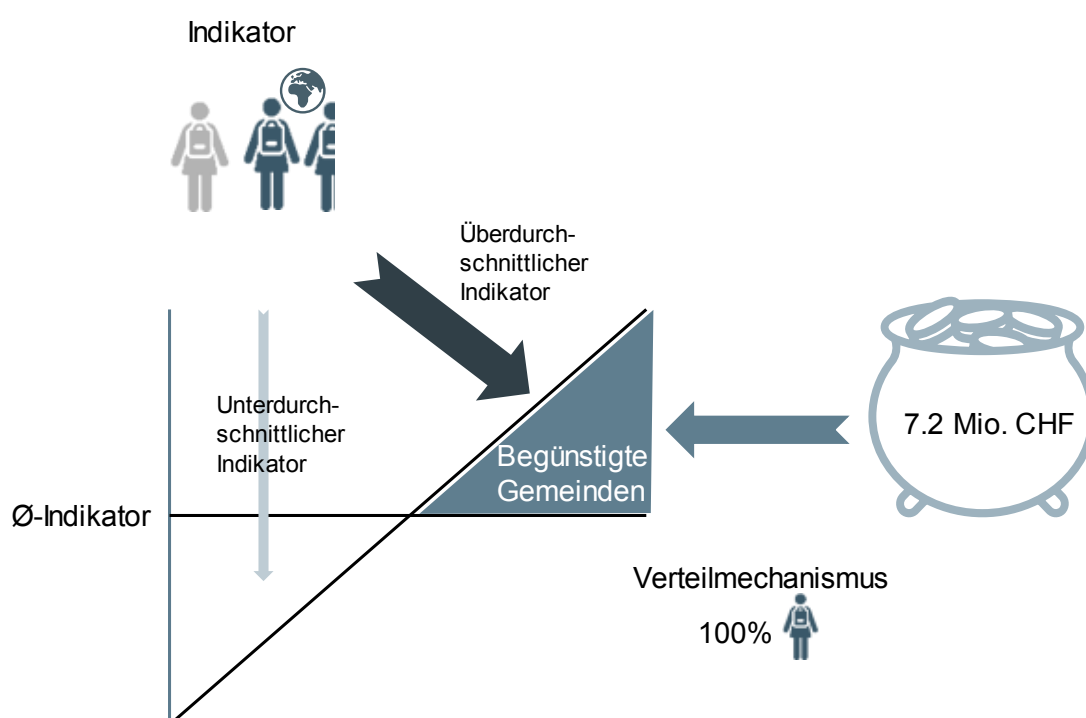 Indikator
Überdurch-
schnittlicher
Indikator
Unterdurch-
schnittlicher
Indikator
Begünstigte
Gemeinden
7.2 Mio. CHF
Ø-Indikator
Verteilmechanismus
100%